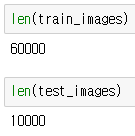 len(train_images)
60000
len(test_images)
10000